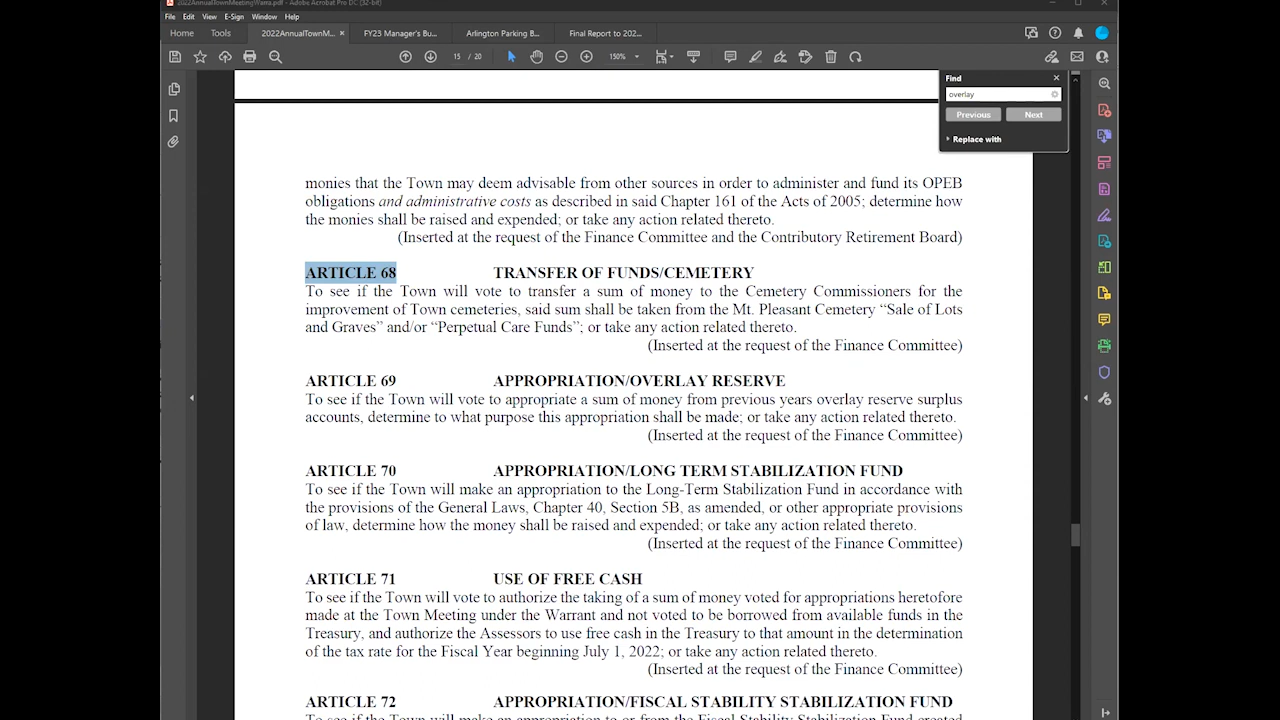 2022AnnualTownMeetingWarra.pdf - Adobe Acrobat Pro DC (32-bit)
File Edit View E-Sign Window Help
Home Tools 2022AnnualTownM... × FY23 Manager's Bu... Arlington Parking B... Final Report to 202...
15 / 20 150%
Find
overlay
Previous Next
Replace with
monies that the Town may deem advisable from other sources in order to administer and fund its OPEB
obligations and administrative costs as described in said Chapter 161 of the Acts of 2005; determine how
the monies shall be raised and expended; or take any action related thereto.
(Inserted at the request of the Finance Committee and the Contributory Retirement Board)
ARTICLE 68 TRANSFER OF FUNDS/CEMETERY
To see if the Town will vote to transfer a sum of money to the Cemetery Commissioners for the
improvement of Town cemeteries, said sum shall be taken from the Mt. Pleasant Cemetery “Sale of Lots
and Graves” and/or “Perpetual Care Funds”; or take any action related thereto.
(Inserted at the request of the Finance Committee)
ARTICLE 69 APPROPRIATION/OVERLAY RESERVE
To see if the Town will vote to appropriate a sum of money from previous years overlay reserve surplus
accounts, determine to what purpose this appropriation shall be made; or take any action related thereto.
(Inserted at the request of the Finance Committee)
ARTICLE 70 APPROPRIATION/LONG TERM STABILIZATION FUND
To see if the Town will make an appropriation to the Long-Term Stabilization Fund in accordance with
the provisions of the General Laws, Chapter 40, Section 5B, as amended, or other appropriate provisions
of law, determine how the money shall be raised and expended; or take any action related thereto.
(Inserted at the request of the Finance Committee)
ARTICLE 71 USE OF FREE CASH
To see if the Town will vote to authorize the taking of a sum of money voted for appropriations heretofore
made at the Town Meeting under the Warrant and not voted to be borrowed from available funds in the
Treasury, and authorize the Assessors to use free cash in the Treasury to that amount in the determination
of the tax rate for the Fiscal Year beginning July 1, 2022; or take any action related thereto.
(Inserted at the request of the Finance Committee)
ARTICLE 72 APPROPRIATION/FISCAL STABILITY STABILIZATION FUND
To see if the Town will make an appropriation to or from the Fiscal Stability Stabilization Fund created